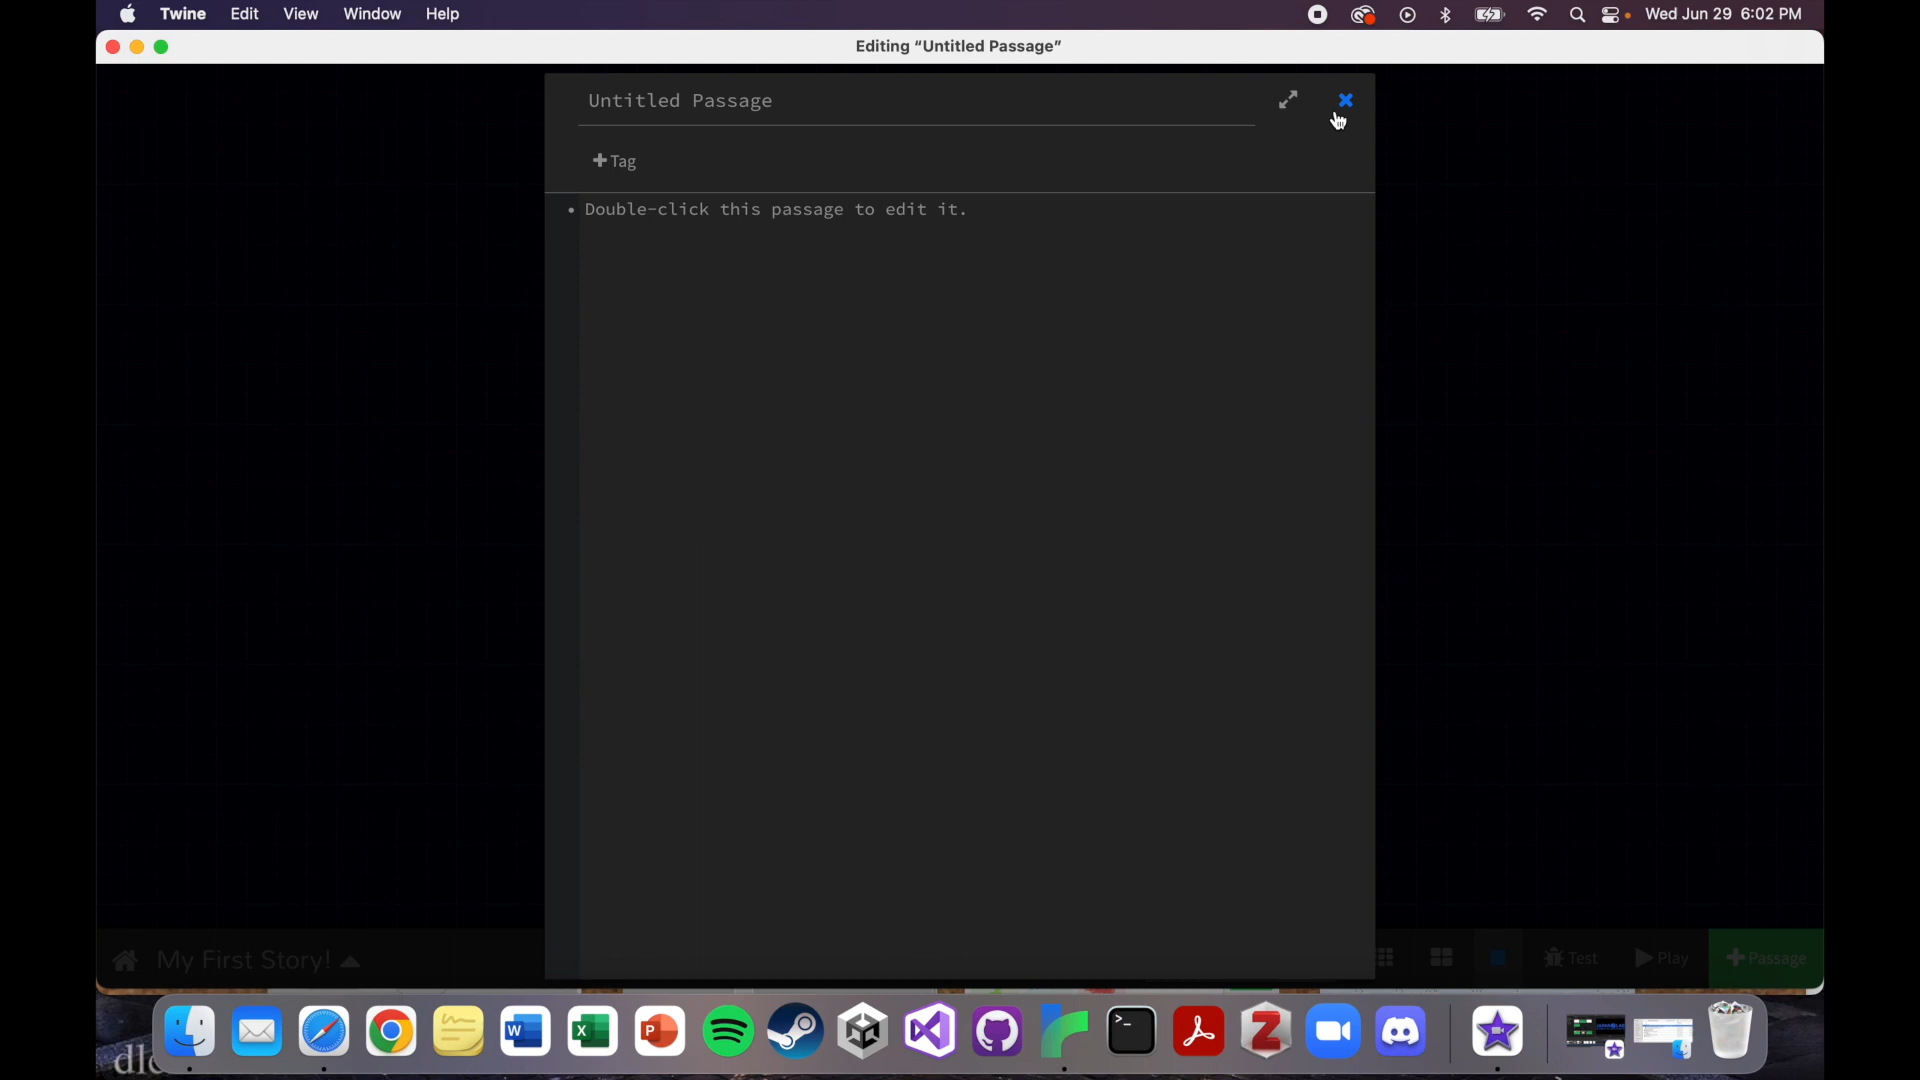 Twine Edit View Window Help Wed Jun 29 6:02 PM
Editing “Untitled Passage”
Untitled Passage
+Tag
Double-click this passage to edit it.
My First Story! Test Play +Passage